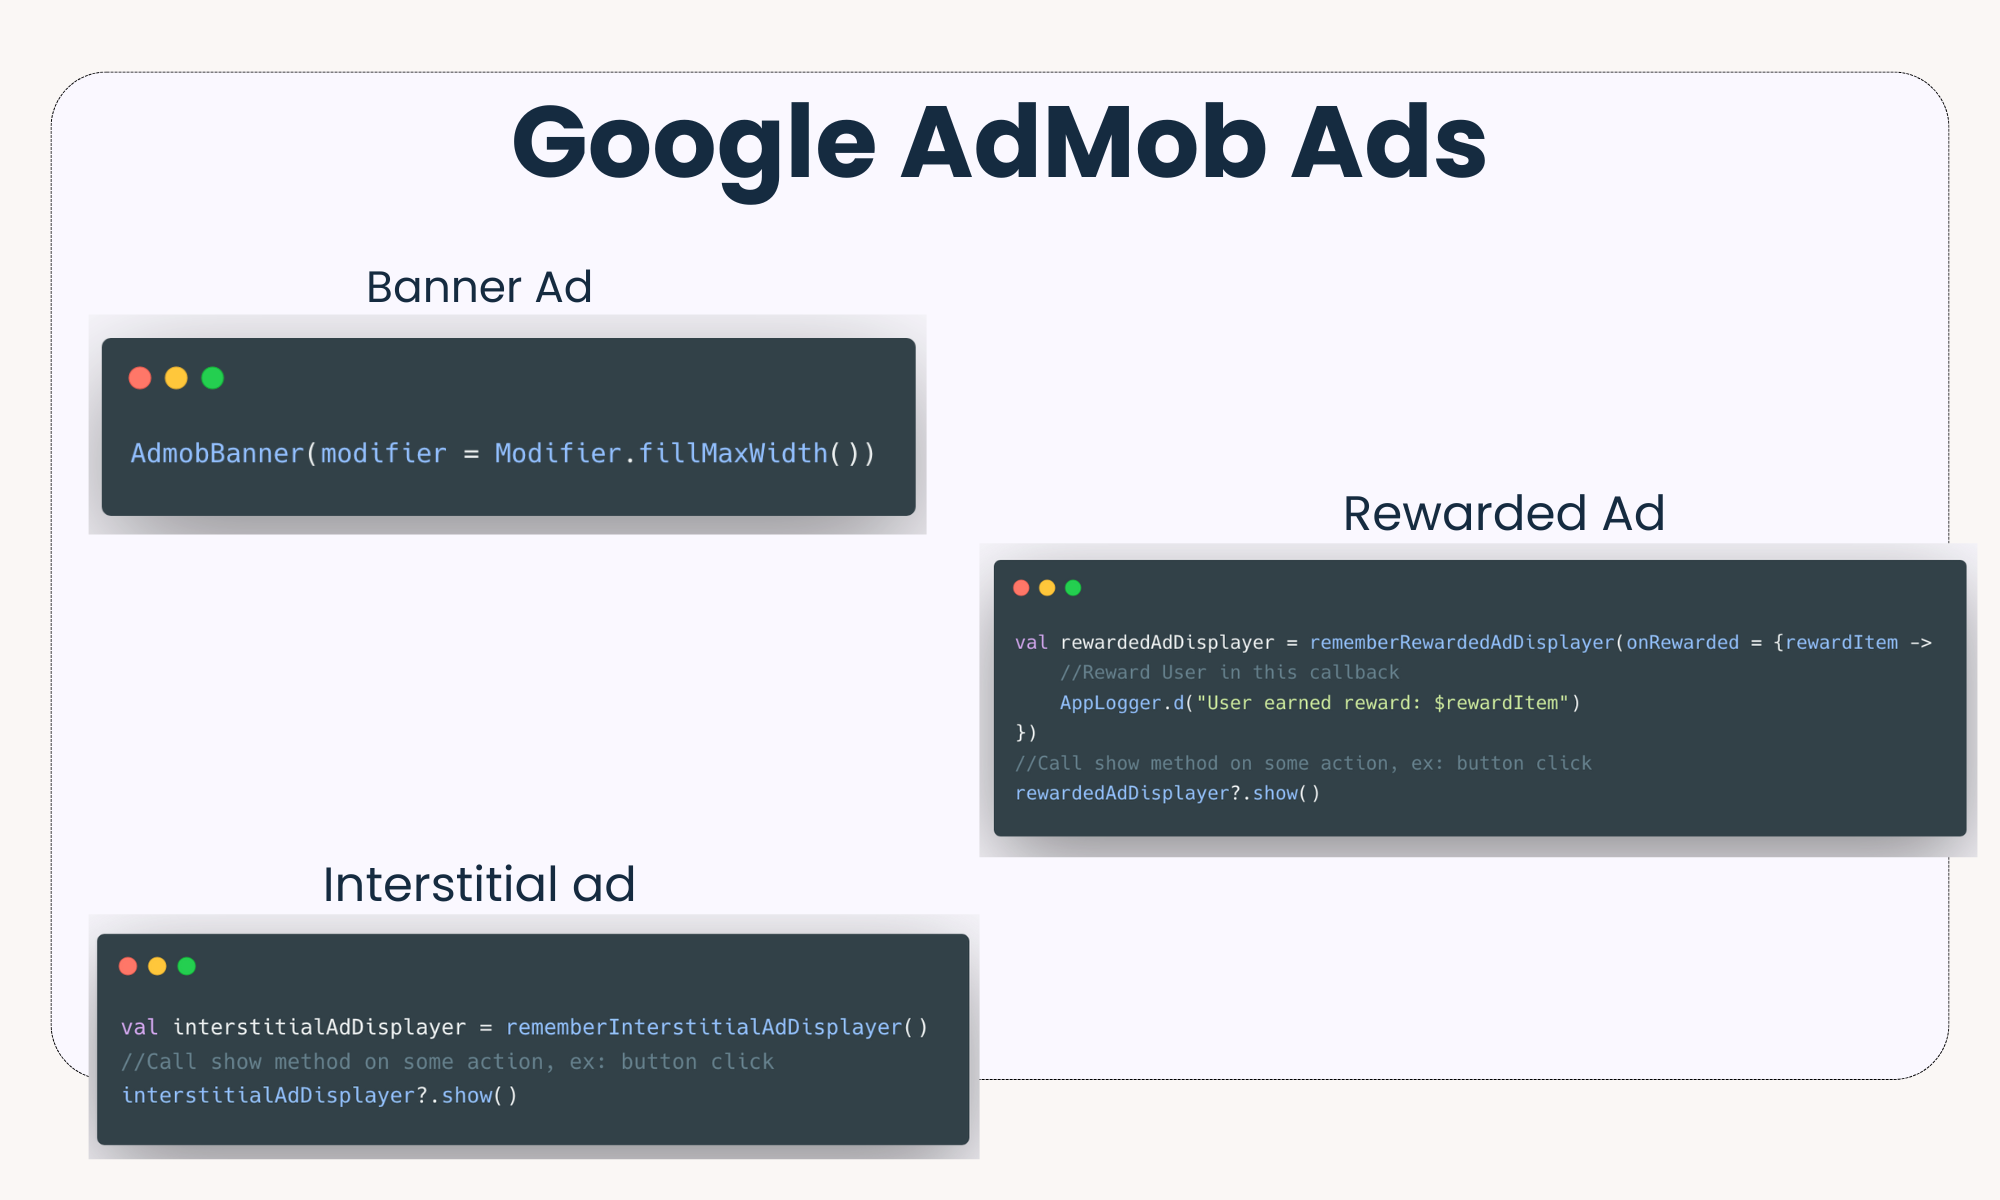 Google AdMob Ads
Banner Ad
AdmobBanner(modifier = Modifier.fillMaxWidth())
Rewarded Ad
val rewardedAdDisplayer = rememberRewardedAdDisplayer(onRewarded = {rewardItem ->
    //Reward User in this callback
    AppLogger.d("User earned reward: $rewardItem")
})
//Call show method on some action, ex: button click
rewardedAdDisplayer?.show()
Interstitial ad
val interstitialAdDisplayer = rememberInterstitialAdDisplayer()
//Call show method on some action, ex: button click
interstitialAdDisplayer?.show()